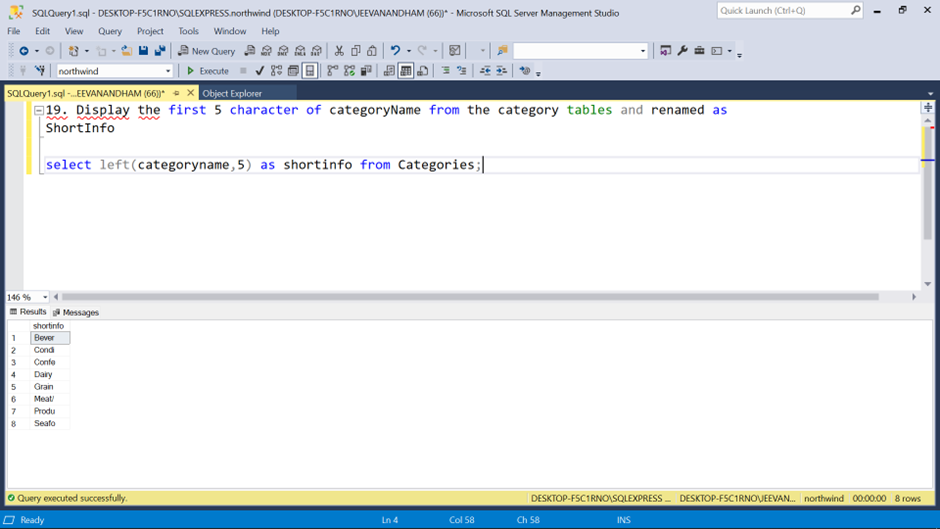 SQLQuery1.sql - DESKTOP-F5C1RNO\SQLEXPRESS.northwind (DESKTOP-F5C1RNO\JEEVANANDHAM (66))* - Microsoft SQL Server Management Studio
Quick Launch (Ctrl+Q)
File Edit View Query Project Tools Window Help
New Query
northwind Execute
SQLQuery1.sql -...EEVANANDHAM (66))* Object Explorer
19. Display the first 5 character of categoryName from the category tables and renamed as
ShortInfo
select left(categoryname,5) as shortinfo from Categories;
146 %
Results Messages
shortinfo
1 Bever
2 Condi
3 Confe
4 Dairy
5 Grain
6 Meat/
7 Produ
8 Seafo
Query executed successfully. DESKTOP-F5C1RNO\SQLEXPRESS ... DESKTOP-F5C1RNO\JEEVAN... northwind 00:00:00 8 rows
Ready Ln 4 Col 58 Ch 58 INS